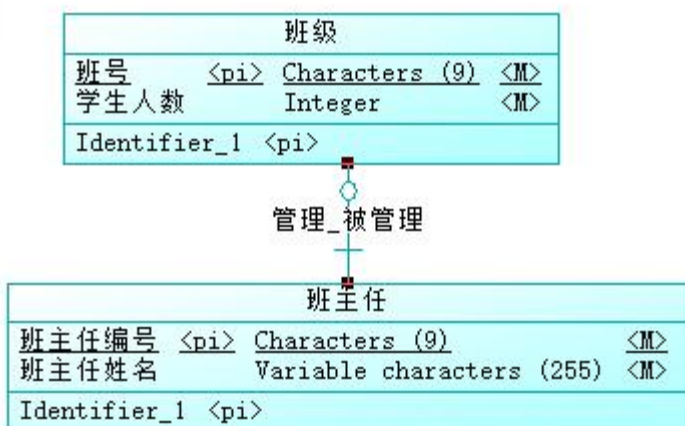 班级
班号 <pi> Characters (9) <M>
学生人数 Integer <M>
Identifier_1 <pi>
管理_被管理
班主任
班主任编号 <pi> Characters (9) <M>
班主任姓名 Variable characters (255) <M>
Identifier_1 <pi>